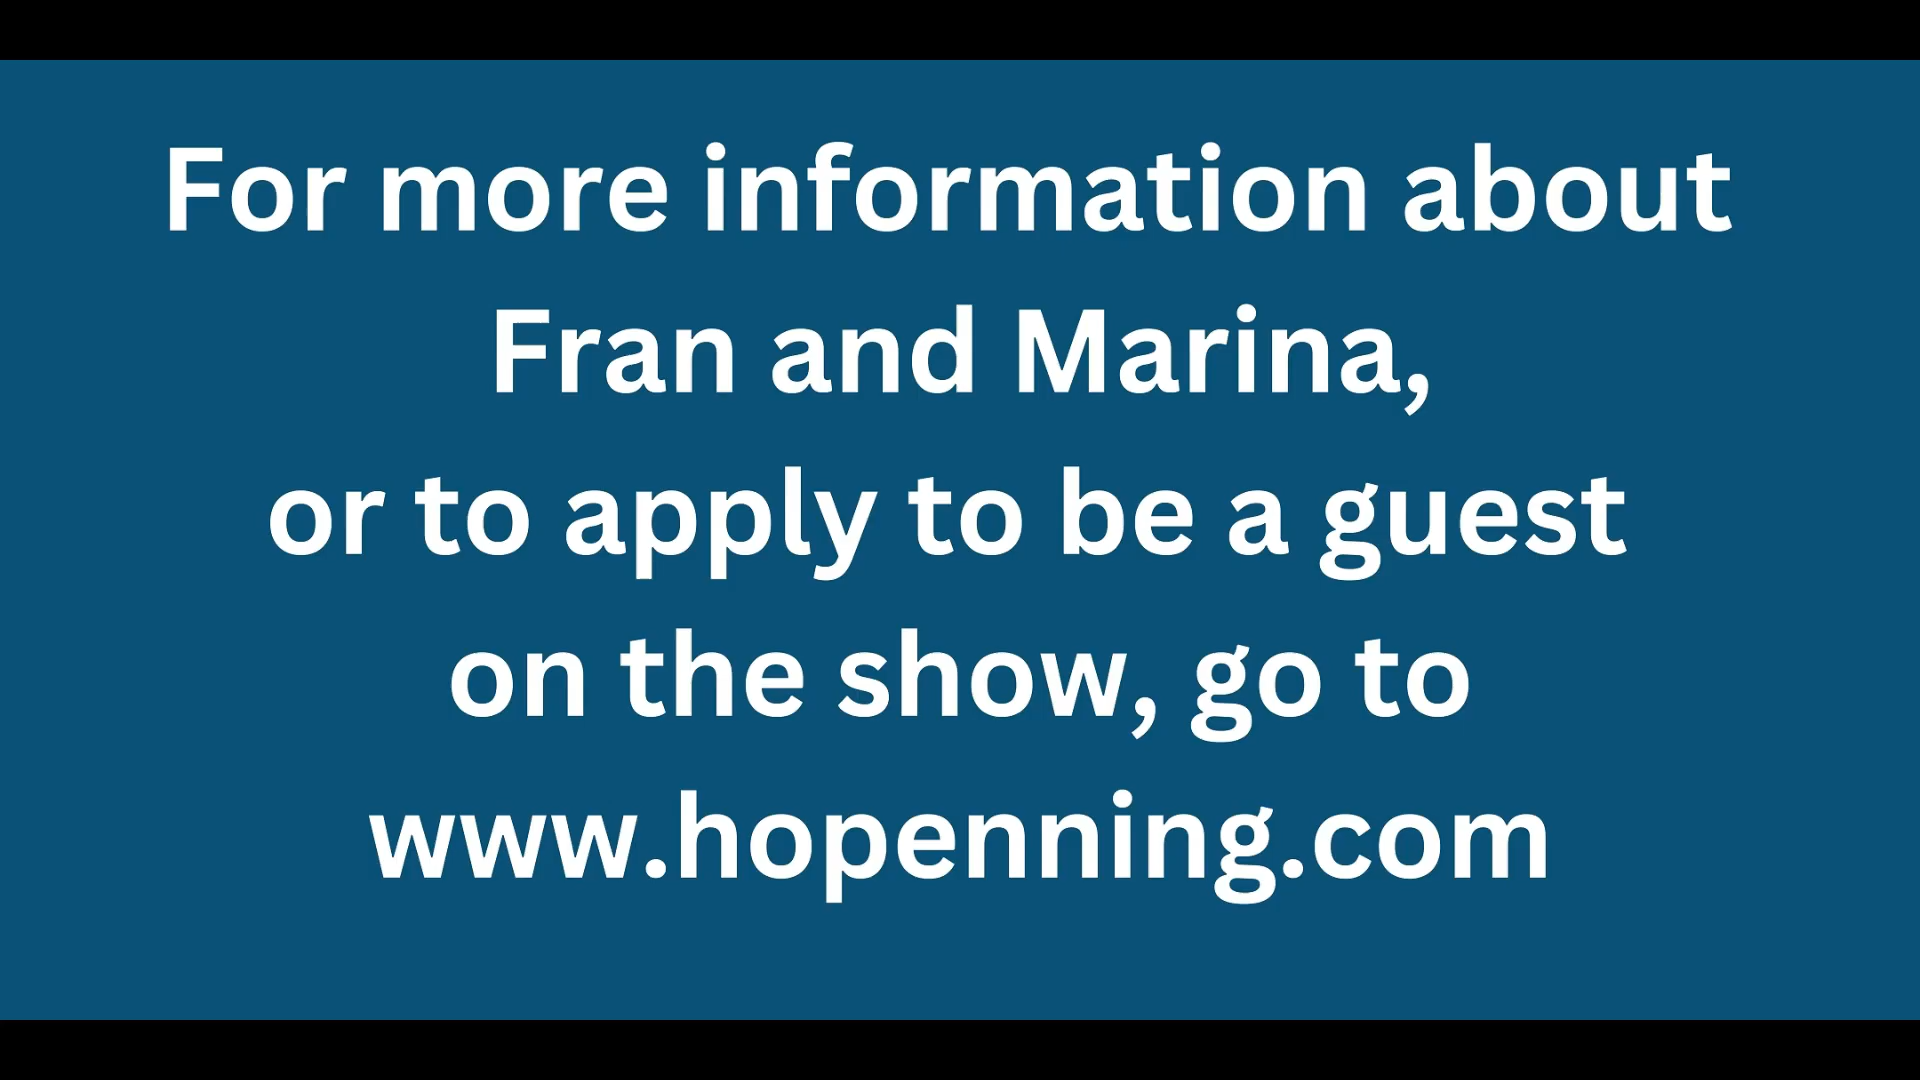 For more information about
Fran and Marina,
or to apply to be a guest
on the show, go to
www.hopenning.com